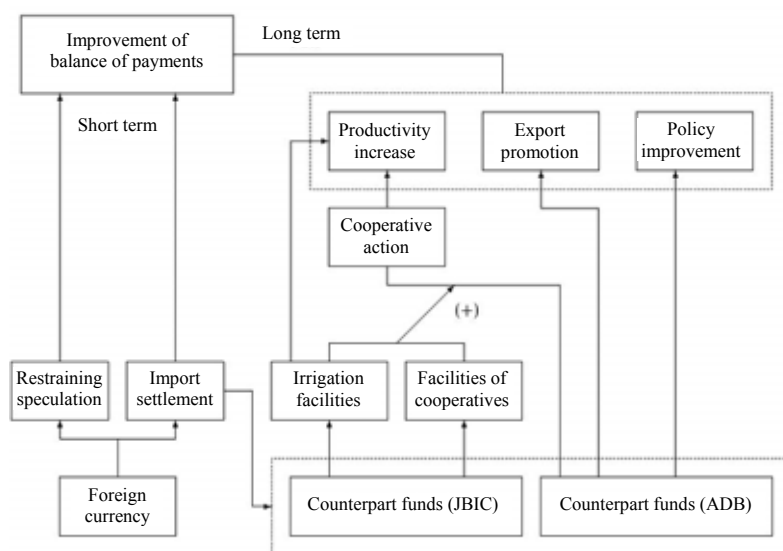 Improvement of
balance of payments
Long term
Short term
Productivity
increase
Export
promotion
Policy
improvement
Cooperative
action
(+)
Restraining
speculation
Import
settlement
Irrigation
facilities
Facilities of
cooperatives
Foreign
currency
Counterpart funds (JBIC)
Counterpart funds (ADB)